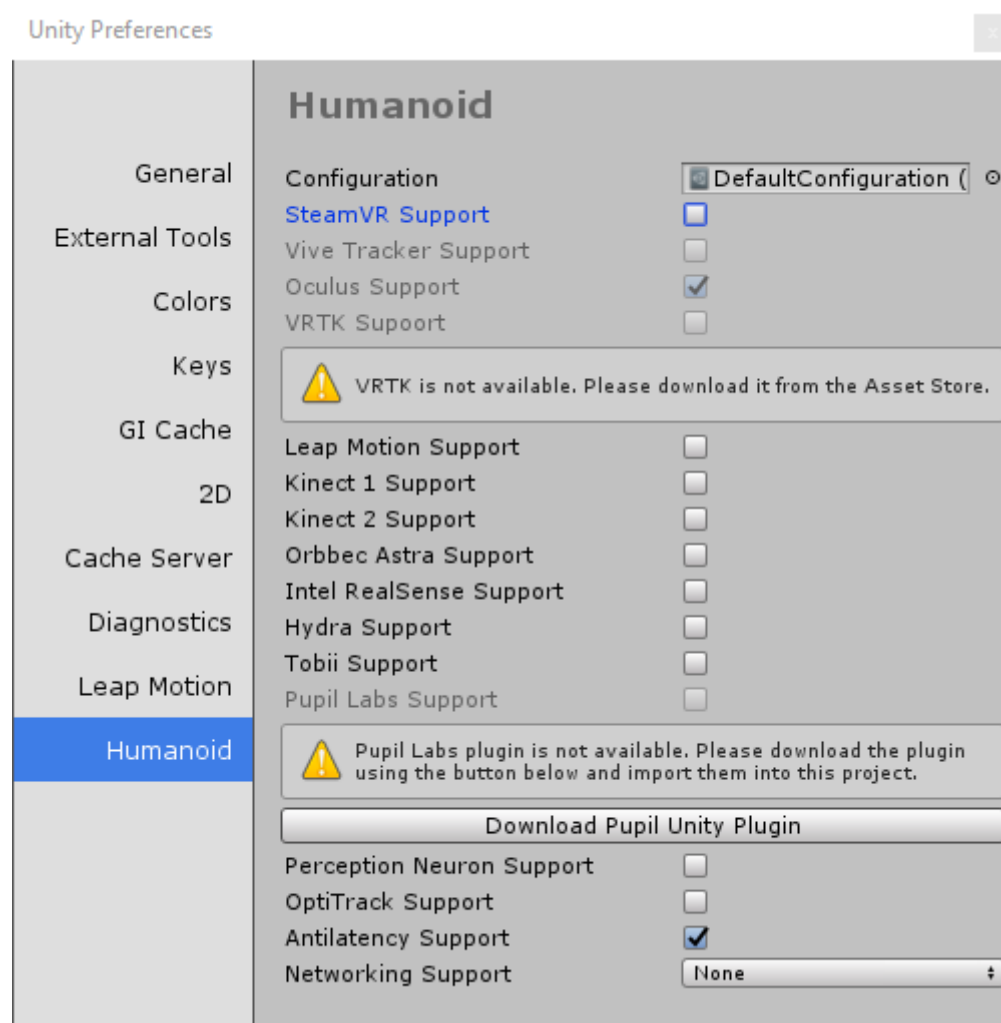 Unity Preferences
x
General
External Tools
Colors
Keys
GI Cache
2D
Cache Server
Diagnostics
Leap Motion
Humanoid
Humanoid
Configuration DefaultConfiguration (
SteamVR Support
Vive Tracker Support
Oculus Support
VRTK Supoort
VRTK is not available. Please download it from the Asset Store.
Leap Motion Support
Kinect 1 Support
Kinect 2 Support
Orbbec Astra Support
Intel RealSense Support
Hydra Support
Tobii Support
Pupil Labs Support
Pupil Labs plugin is not available. Please download the plugin
using the button below and import them into this project.
Download Pupil Unity Plugin
Perception Neuron Support
OptiTrack Support
Antilatency Support
Networking Support None